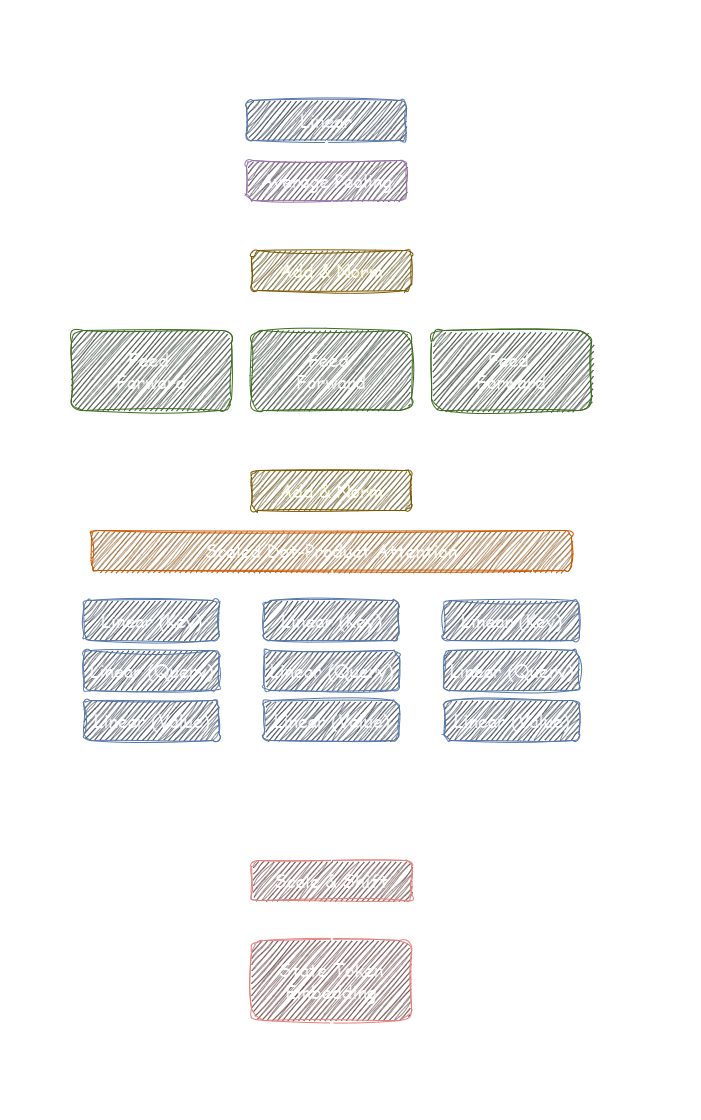 Linear
Average Pooling
Add & Norm
Feed
Forward
Feed
Forward
Feed
Forward
Add & Norm
Scaled Dot-Product Attention
Linear (Key)
Linear (Key)
Linear (Key)
Linear (Query)
Linear (Query)
Linear (Query)
Linear (Value)
Linear (Value)
Linear (Value)
Scale & Shift
State Token
Embedding